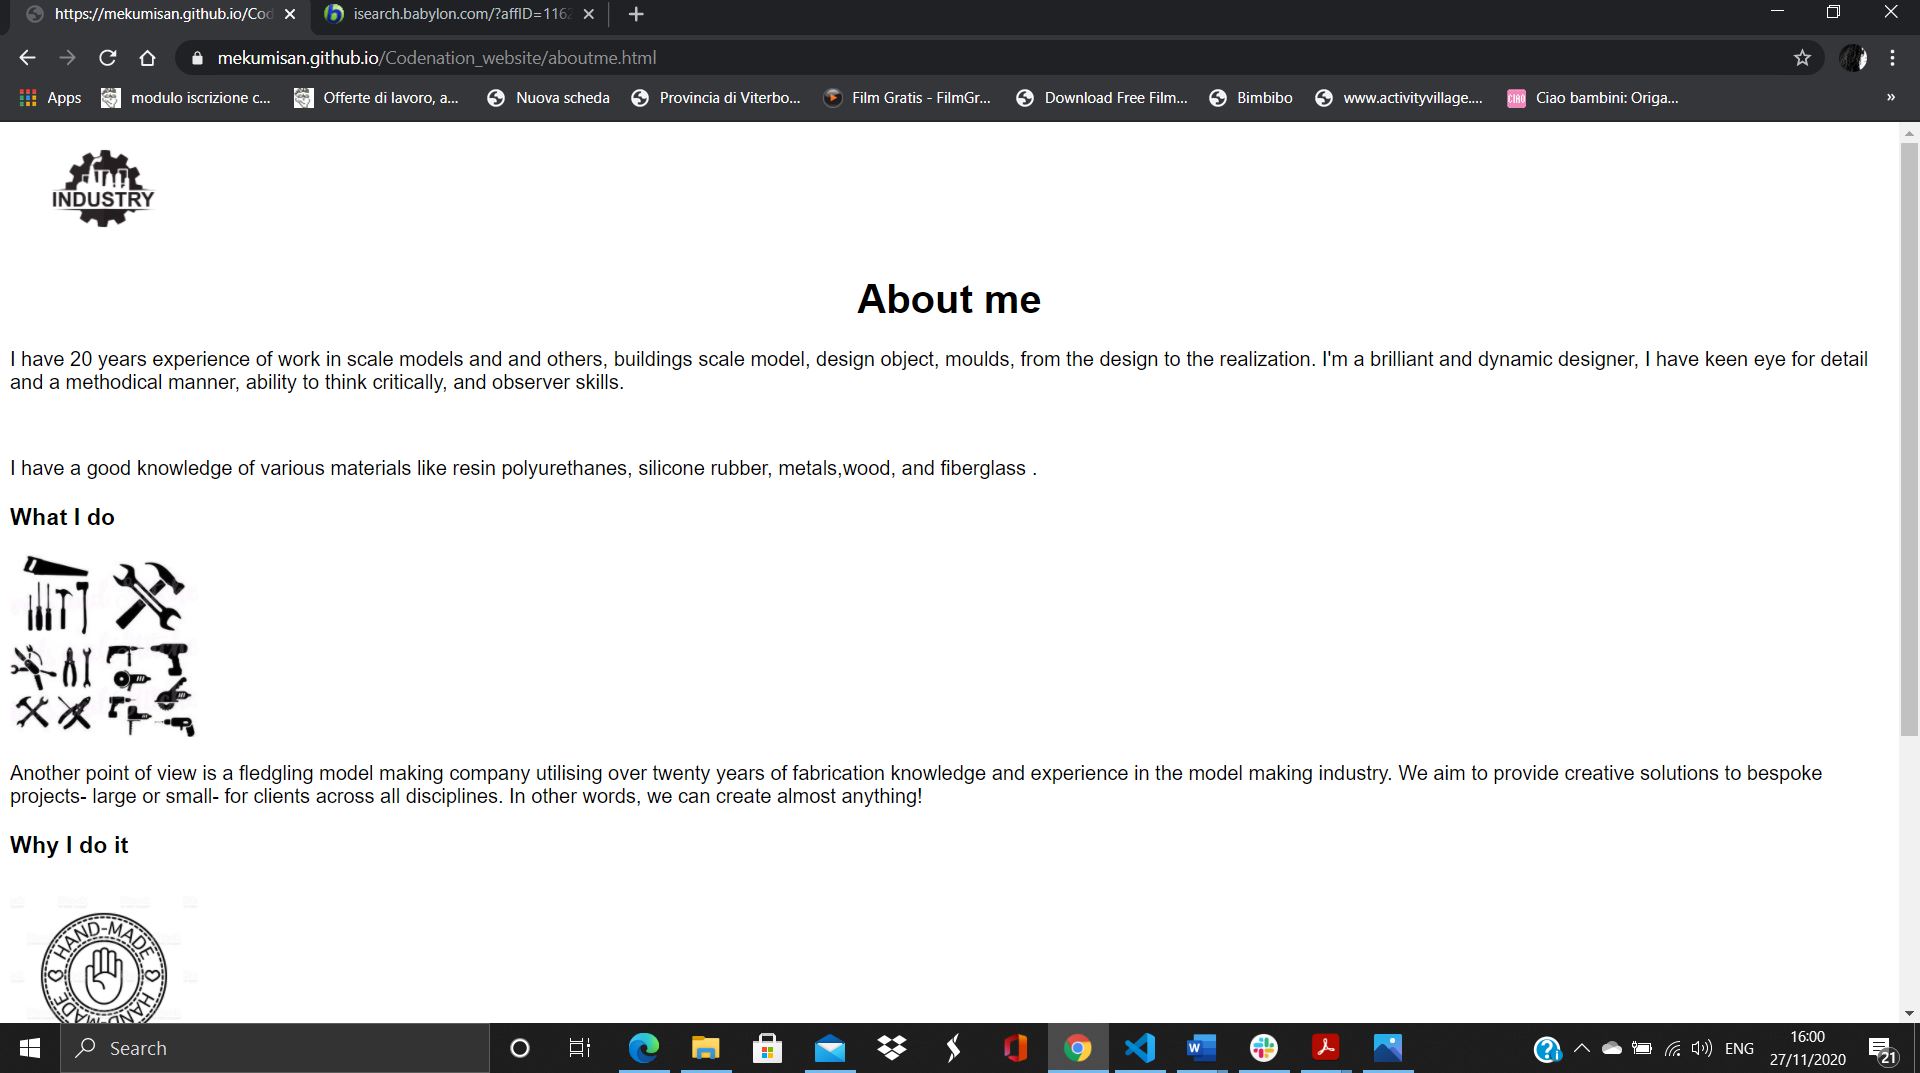 https://mekumisan.github.io/Cod
isearch.babylon.com/?affID=1162
mekumisan.github.io/Codenation_website/aboutme.html
Apps modulo iscrizione c... Offerte di lavoro, a... Nuova scheda Provincia di Viterbo... Film Gratis - FilmGr... Download Free Film... Bimbibo www.activityvillage.... CIAO Ciao bambini: Origa... »
INDUSTRY
About me
I have 20 years experience of work in scale models and and others, buildings scale model, design object, moulds, from the design to the realization. I'm a brilliant and dynamic designer, I have keen eye for detail
and a methodical manner, ability to think critically, and observer skills.
I have a good knowledge of various materials like resin polyurethanes, silicone rubber, metals,wood, and fiberglass .
What I do
Another point of view is a fledgling model making company utilising over twenty years of fabrication knowledge and experience in the model making industry. We aim to provide creative solutions to bespoke
projects- large or small- for clients across all disciplines. In other words, we can create almost anything!
Why I do it
HAND-MADE HAND-MADE HAND-MADE
Search
ENG
16:00
27/11/2020
21